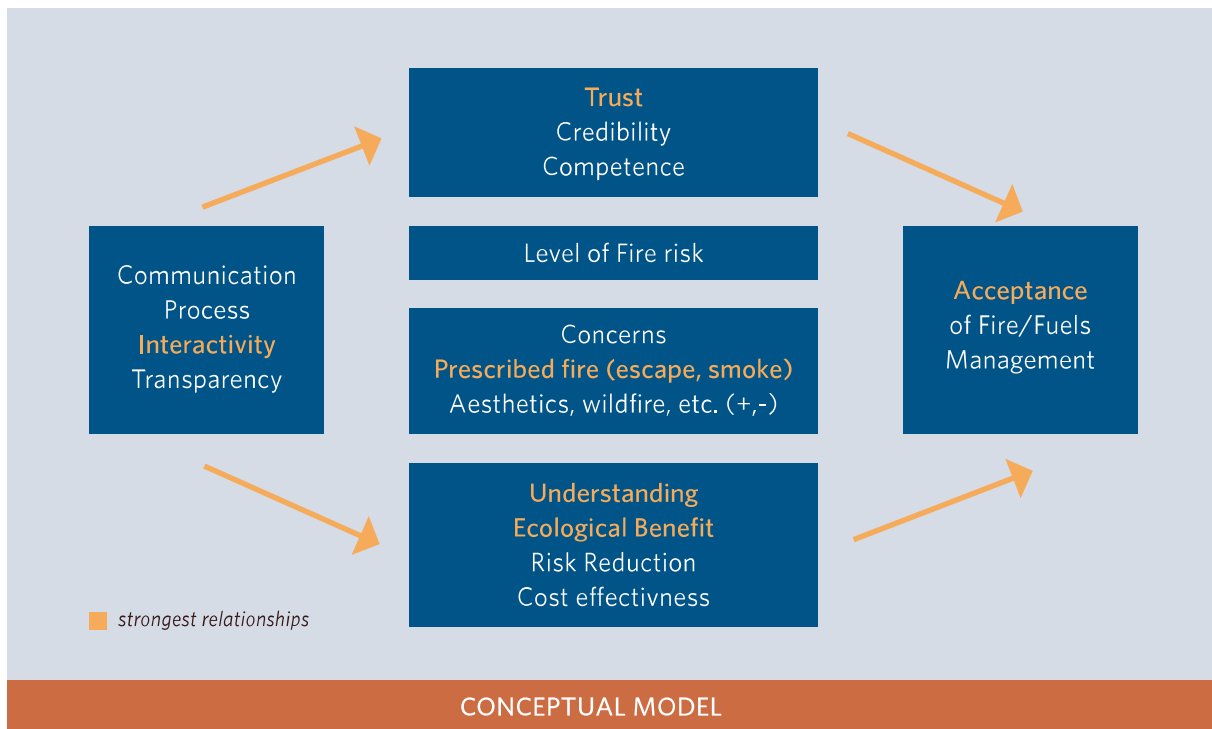 Trust
Credibility
Competence
Communication
Process
Interactivity
Transparency
Level of Fire risk
Concerns
Prescribed fire (escape, smoke)
Aesthetics, wildfire, etc. (+,-)
Understanding
Ecological Benefit
Risk Reduction
Cost effectivness
Acceptance
of Fire/Fuels
Management
strongest relationships
CONCEPTUAL MODEL